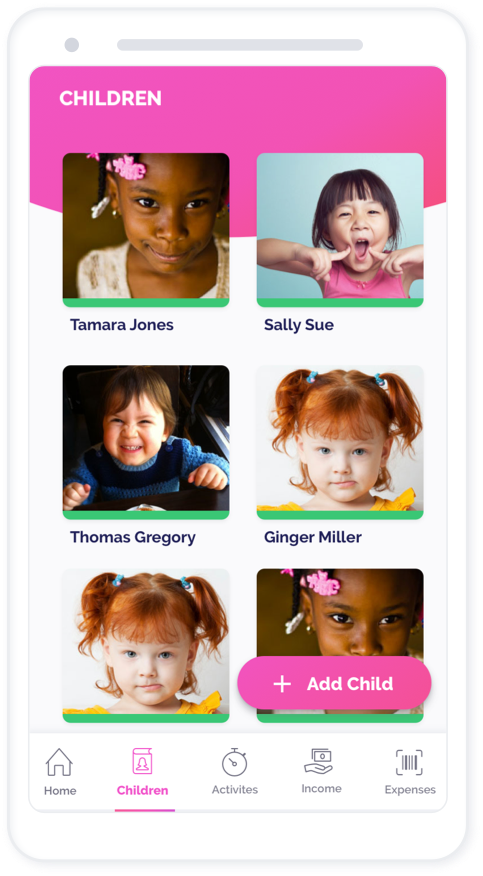 CHILDREN
Tamara Jones
Sally Sue
Thomas Gregory
Ginger Miller
+ Add Child
Home
Children
Activites
Income
Expenses